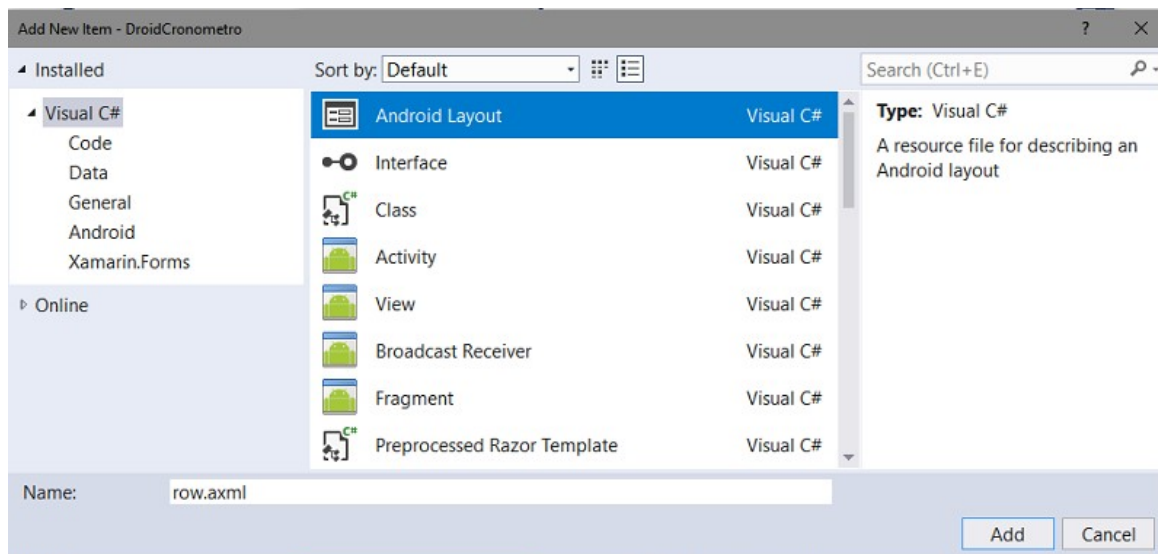 Add New Item - DroidCronometro
Installed
Visual C#
Code
Data
General
Android
Xamarin.Forms
Online
Sort by: Default
Android Layout Visual C#
Interface Visual C#
Class Visual C#
Activity Visual C#
View Visual C#
Broadcast Receiver Visual C#
Fragment Visual C#
Preprocessed Razor Template Visual C#
Search (Ctrl+E)
Type: Visual C#
A resource file for describing an
Android layout
Name: row.axml
Add Cancel